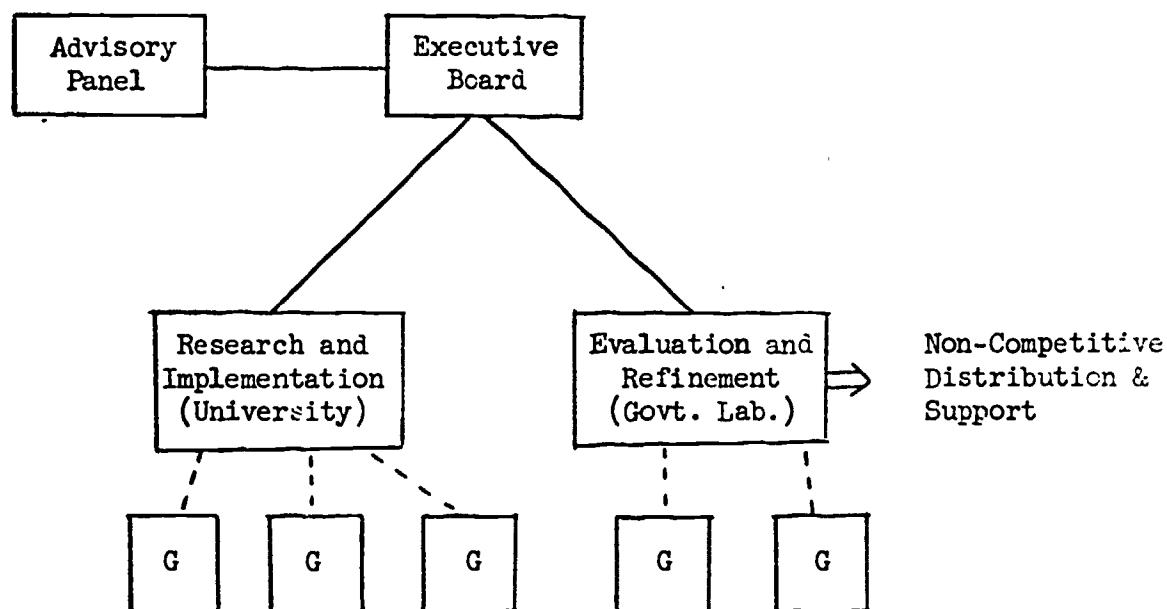 Advisory
Panel
Executive
Board
Research and
Implementation
(University)
Evaluation and
Refinement
(Govt. Lab.)
Non-Competitive
Distribution &
Support
G
G
G
G
G